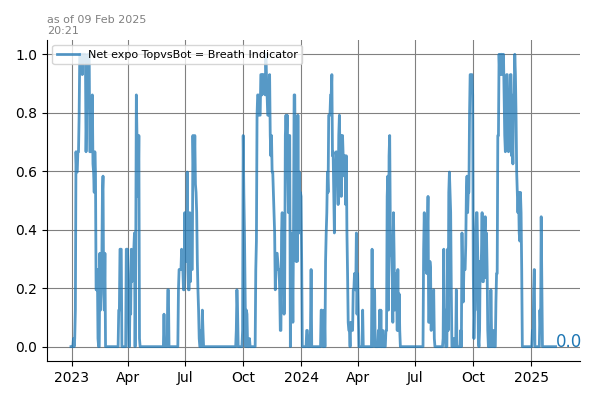 as of 09 Feb 2025
20:21
Net expo TopvsBot = Breath Indicator
1.0
0.8
0.6
0.4
0.2
0.0
0.0
2023 Apr Jul Oct 2024 Apr Jul Oct 2025